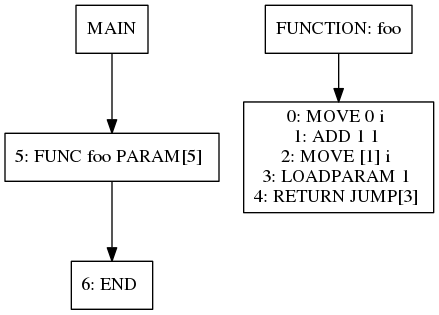 MAIN
5: FUNC foo PARAM[5]
6: END
FUNCTION: foo
0: MOVE 0 i
1: ADD 1 1
2: MOVE [1] i
3: LOADPARAM 1
4: RETURN JUMP[3]